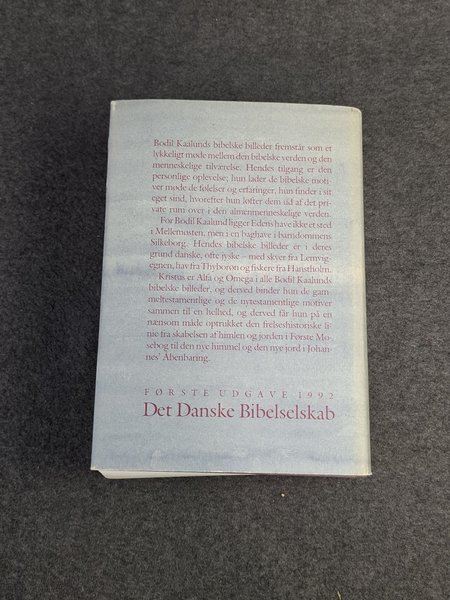 Bodil Kaalunds bibelske billeder fremstår som et
lykkeligt møde mellem den bibelske verden og den
menneskelige tilværelse. Hendes tilgang er den
personlige oplevelse; hun lader de bibelske moti-
ver møde de følelser og erfaringer, hun finder i sit
eget sind, hvorefter hun løfter dem ud af det pri-
vate rum over i den almenmenneskelige verden.
For Bodil Kaalund ligger Edens have ikke et sted
i Mellemøsten, men i en baghave i barndommens
Silkeborg. Hendes bibelske billeder er i deres
grund danske, ofte jyske – med skyer fra Lemvig-
egnen, hav fra Thyborøn og fiskere fra Hanstholm.
Kristus er Alfa og Omega i alle Bodil Kaalunds
bibelske billeder, og derved binder hun de gam-
meltestamentlige og de nytestamentlige motiver
sammen til en helhed, og derved får hun på en
nænsom måde optrukket den frelseshistoriske li-
nie fra skabelsen af himlen og jorden i Første Mo-
sebog til den nye himmel og den nye jord i Johan-
nes' Åbenbaring.
FØRSTE UDGAVE 1992
Det Danske Bibelselskab